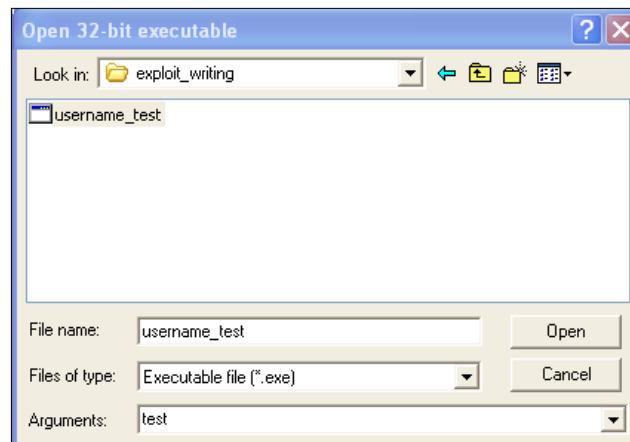 Open 32-bit executable
Look in: exploit_writing
username_test
File name: username_test Open
Files of type: Executable file (*.exe) Cancel
Arguments: test